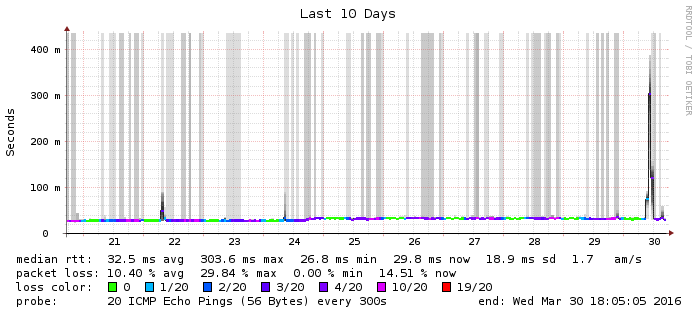 Last 10 Days
RRDTOOL / TOBI OETIKER
Seconds
400 m
300 m
200 m
100 m
0
21 22 23 24 25 26 27 28 29 30
median rtt: 32.5 ms avg 303.6 ms max 26.8 ms min 29.8 ms now 18.9 ms sd 1.7 am/s
packet loss: 10.40 % avg 29.84 % max 0.00 % min 14.51 % now
loss color: 0 1/20 2/20 3/20 4/20 10/20 19/20
probe: 20 ICMP Echo Pings (56 Bytes) every 300s end: Wed Mar 30 18:05:05 2016